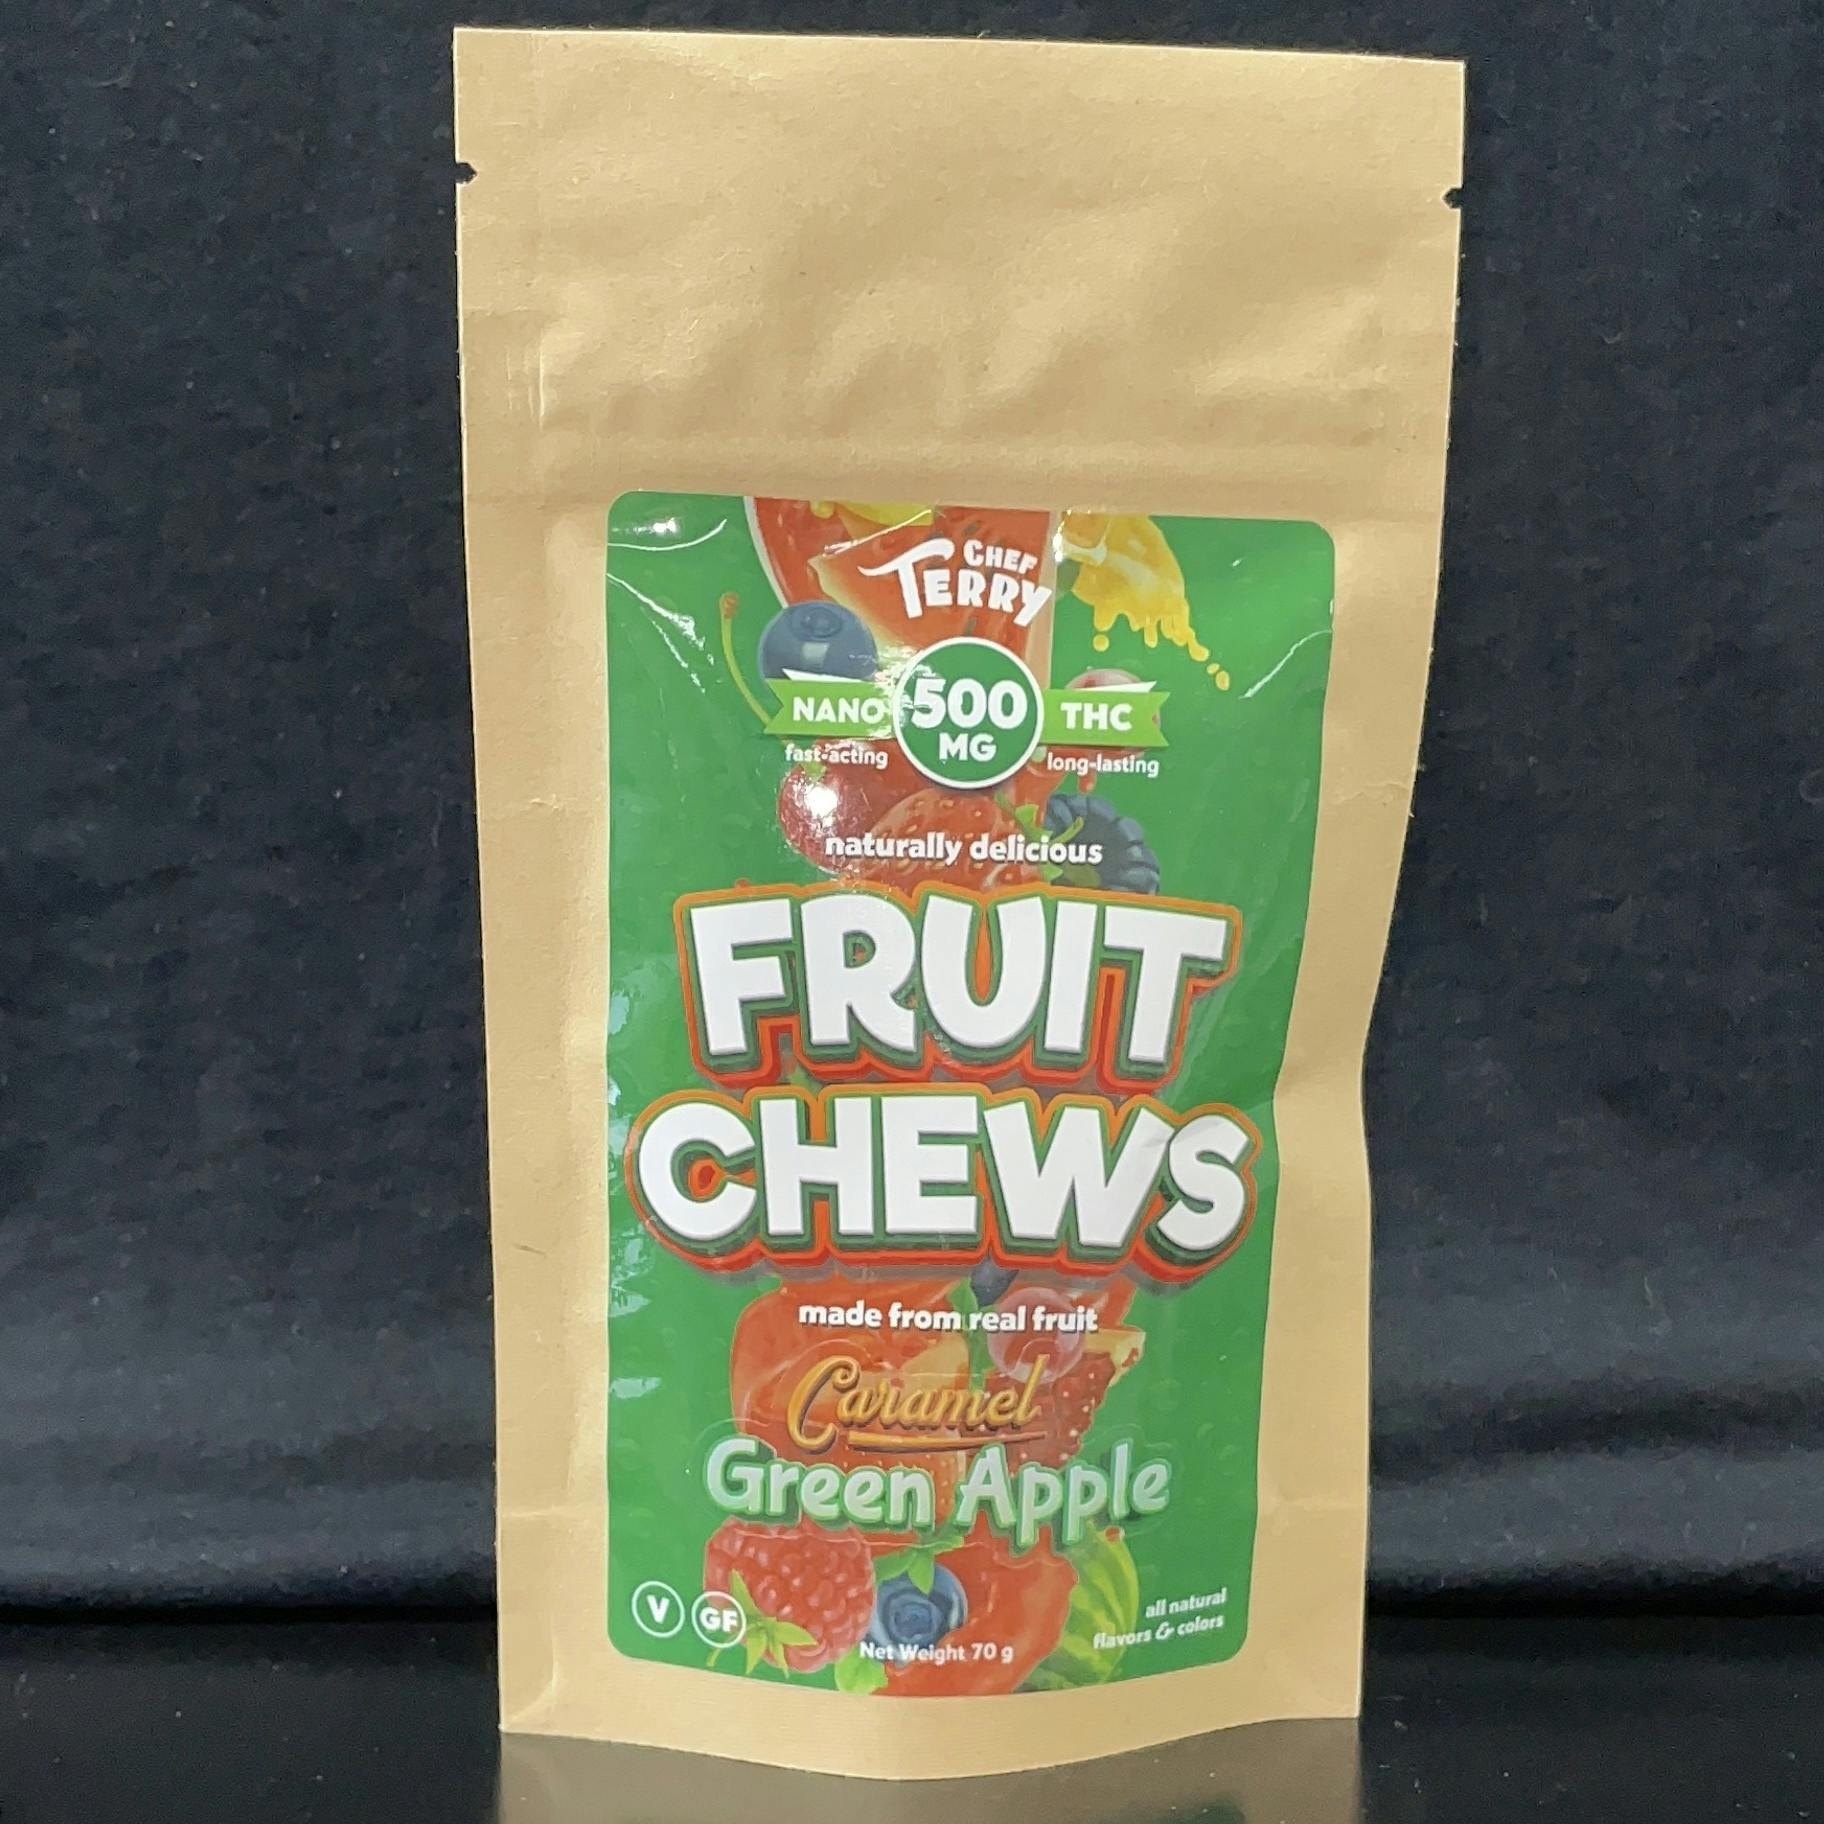 CHEF
TERRY
NANO 500 MG THC
fast-acting long-lasting
naturally delicious
FRUIT
CHEWS
made from real fruit
Caramel
Green Apple
V GF
all natural
flavors & colors
Net Weight 70 g